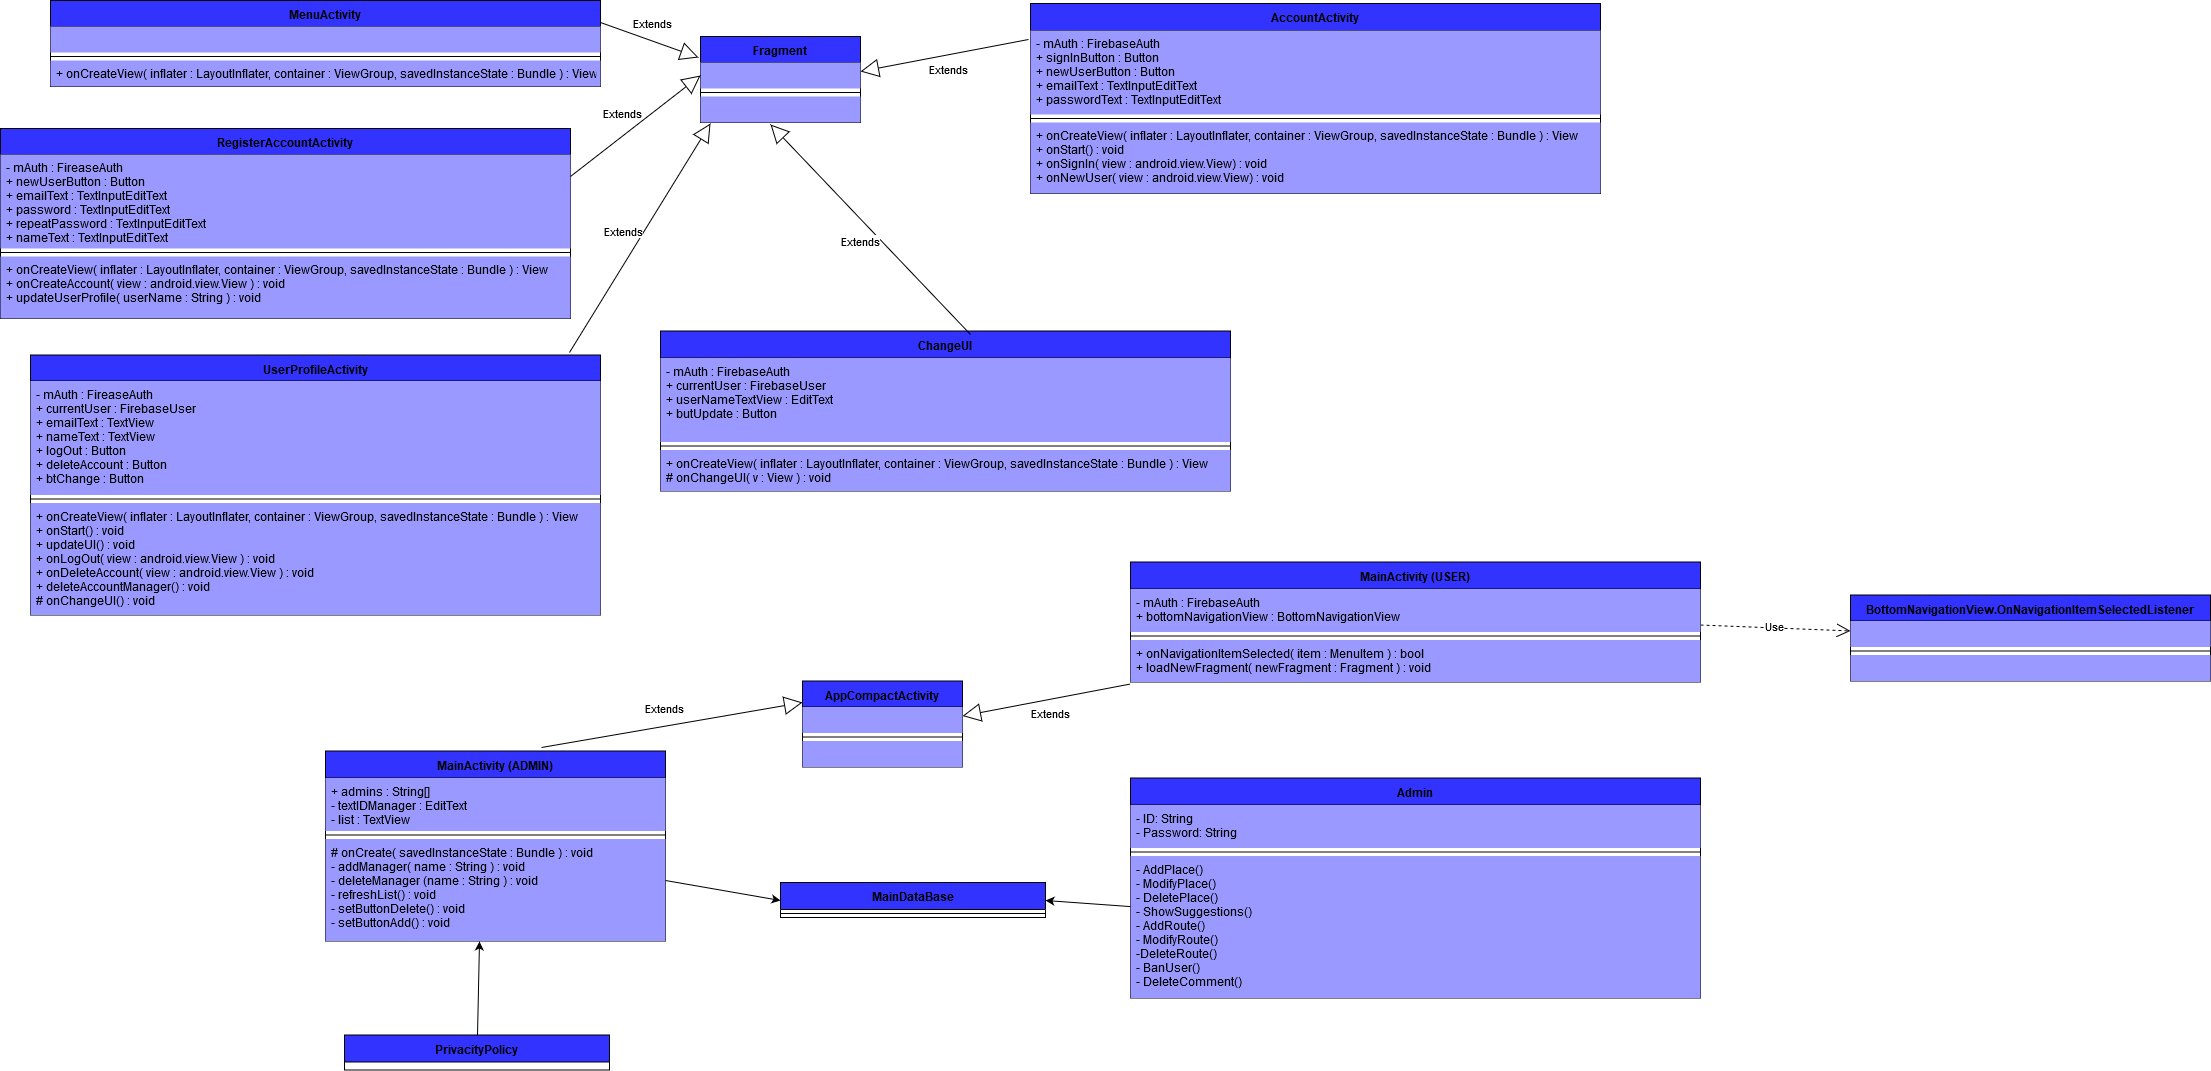 MenuActivity
+ onCreateView( inflater : LayoutInflater, container : ViewGroup, savedInstanceState : Bundle ) : View
Extends
Fragment
Extends
AccountActivity
- mAuth : FirebaseAuth
- signInButton : Button
+ newUserButton : Button
+ emailText : TextInputEditText
+ passwordText : TextInputEditText
+ onCreateView( inflater : LayoutInflater, container : ViewGroup, savedInstanceState : Bundle ) : View
+ onStart() : void
+ onSignIn( view : android.view.View) : void
+ onNewUser( view : android.view.View) : void
Extends
RegisterAccountActivity
- mAuth : FireaseAuth
+ newUserButton : Button
+ emailText : TextInputEditText
+ password : TextInputEditText
+ repeatPassword : TextInputEditText
+ nameText : TextInputEditText
+ onCreateView( inflater : LayoutInflater, container : ViewGroup, savedInstanceState : Bundle ) : View
+ onCreateAccount( view : android.view.View ) : void
+ updateUserProfile( userName : String ) : void
Extends
Extends
UserProfileActivity
- mAuth : FireaseAuth
+ currentUser : FirebaseUser
+ emailText : TextView
+ nameText : TextView
+ logOut : Button
+ deleteAccount : Button
+ btChange : Button
+ onCreateView( inflater : LayoutInflater, container : ViewGroup, savedInstanceState : Bundle ) : View
+ onStart() : void
+ updateUI() : void
+ onLogOut( view : android.view.View ) : void
+ onDeleteAccount( view : android.view.View ) : void
+ deleteAccountManager() : void
# onChangeUI() : void
ChangeUI
- mAuth : FirebaseAuth
+ currentUser : FirebaseUser
+ userNameTextView : EditText
+ butUpdate : Button
+ onCreateView( inflater : LayoutInflater, container : ViewGroup, savedInstanceState : Bundle ) : View
# onChangeUI( v : View ) : void
MainActivity (USER)
- mAuth : FirebaseAuth
+ bottomNavigationView : BottomNavigationView
+ onNavigationItemSelected( item : MenuItem ) : bool
+ loadNewFragment( newFragment : Fragment ) : void
Use
BottomNavigationView.OnNavigationItemSelectedListener
AppCompactActivity
Extends
Extends
MainActivity (ADMIN)
+ admins : String[]
- textIDManager : EditText
- list : TextView
# onCreate( savedInstanceState : Bundle ) : void
- addManager( name : String ) : void
- deleteManager (name : String ) : void
- refreshList() : void
- setButtonDelete() : void
- setButtonAdd() : void
MainDataBase
Admin
- ID: String
- Password: String
- AddPlace()
- ModifyPlace()
- DeletePlace()
- ShowSuggestions()
- AddRoute()
- ModifyRoute()
-DeleteRoute()
- BanUser()
- DeleteComment()
PrivacityPolicy